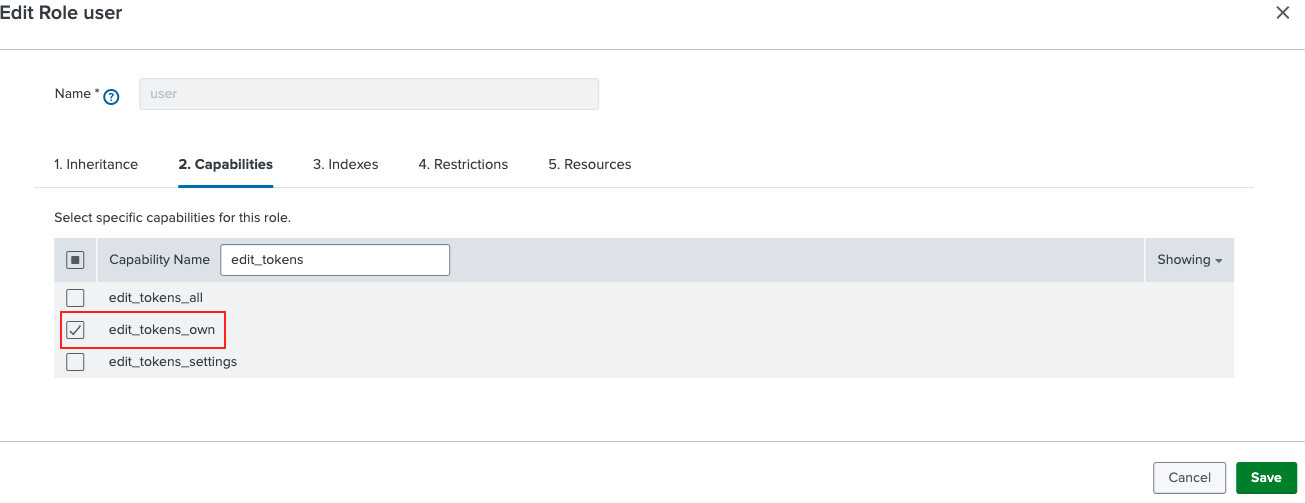 Edit Role user
Name * ?
user
1. Inheritance 2. Capabilities 3. Indexes 4. Restrictions 5. Resources
Select specific capabilities for this role.
Capability Name edit_tokens Showing
edit_tokens_all
edit_tokens_own
edit_tokens_settings
Cancel Save